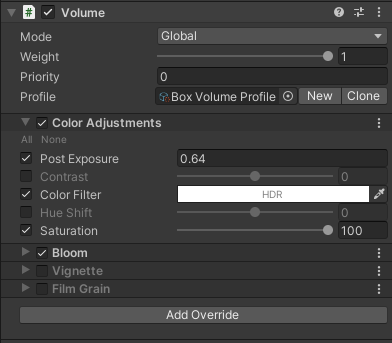 Volume
Mode Global
Weight 1
Priority 0
Profile Box Volume Profile New Clone
Color Adjustments
All None
Post Exposure 0.64
Contrast 0
Color Filter HDR
Hue Shift 0
Saturation 100
Bloom
Vignette
Film Grain
Add Override